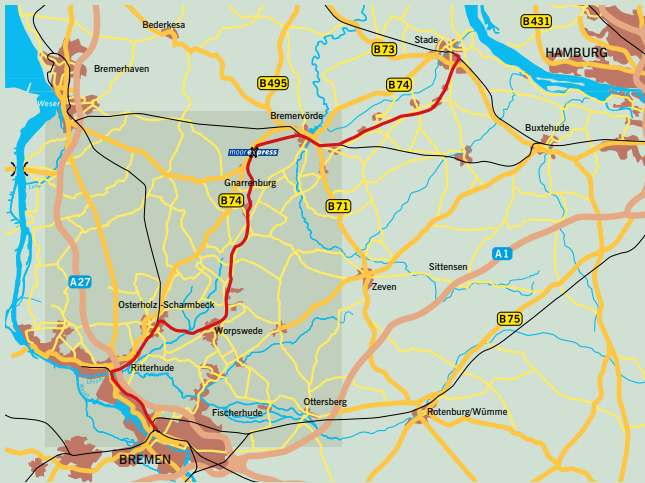 Bederkesa
B431
Stade
B73
HAMBURG
Bremerhaven
B495
B74
Weser
Bremervörde
Buxtehude
moorexpress
Gnarrenburg
B74
B71
A1
Sittensen
A27
Zeven
Osterholz-Scharmbeck
B75
Worpswede
Ritterhude
Ottersberg
Fischerhude
Rotenburg/Wümme
BREMEN